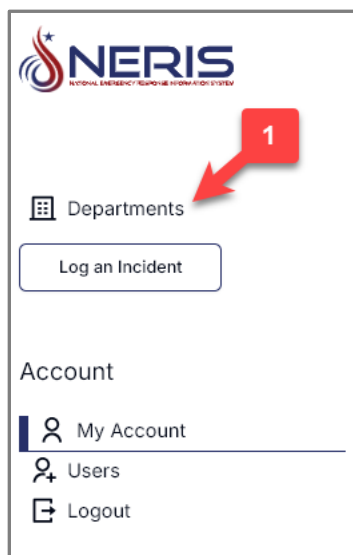 NERIS
NATIONAL EMERGENCY RESPONSE INFORMATION SYSTEM
1
Departments
Log an Incident
Account
My Account
Users
Logout